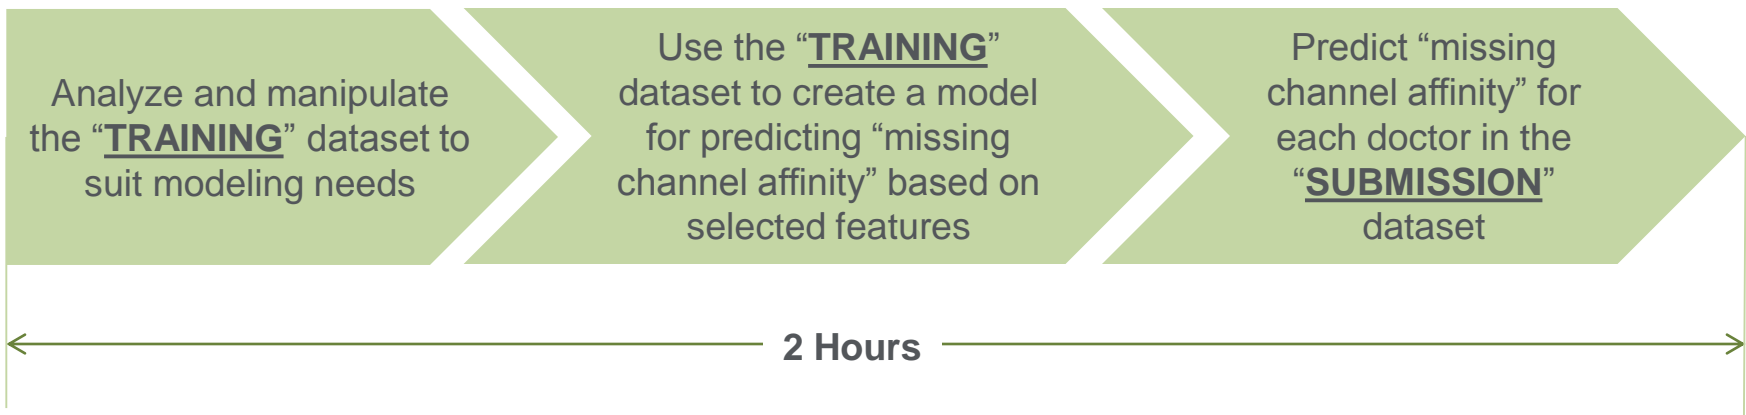 Analyze and manipulate
the “TRAINING” dataset to
suit modeling needs
Use the “TRAINING”
dataset to create a model
for predicting “missing
channel affinity” based on
selected features
Predict “missing
channel affinity” for
each doctor in the
“SUBMISSION”
dataset
2 Hours